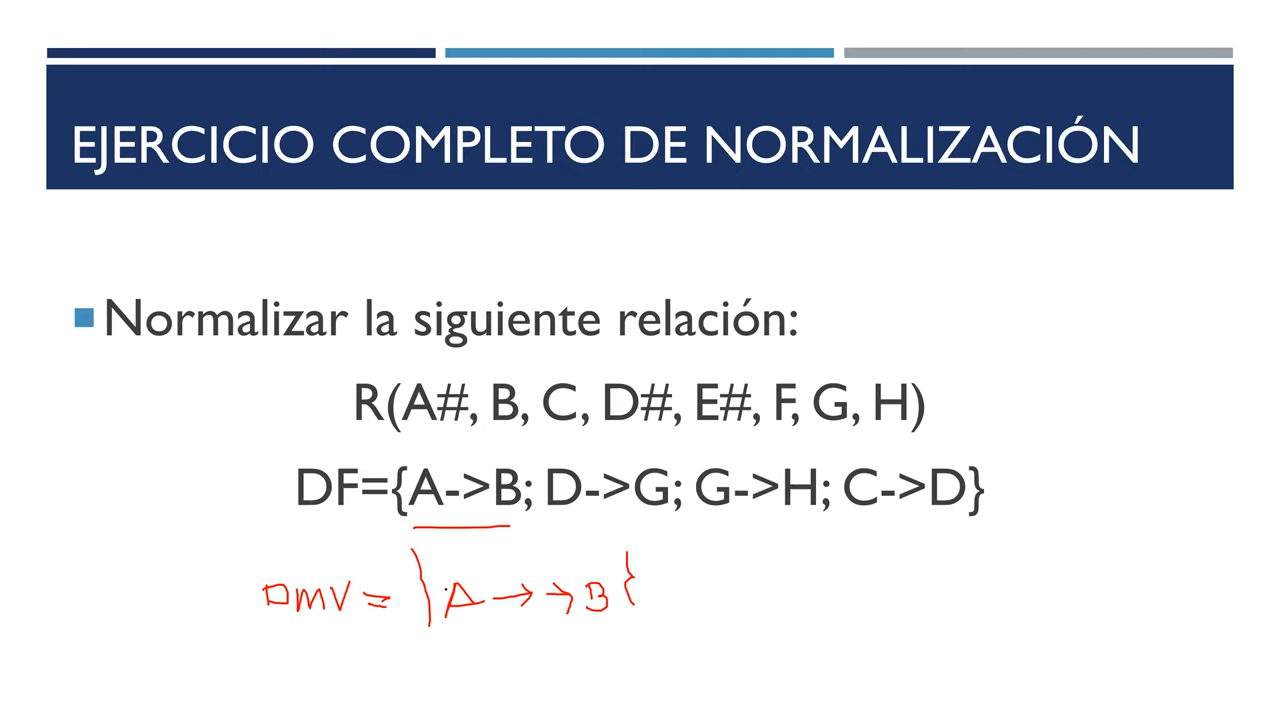 EJERCICIO COMPLETO DE NORMALIZACIÓN
Normalizar la siguiente relación:
R(A#, B, C, D#, E#, F, G, H)
DF={A->B; D->G; G->H; C->D}
DMV = {A →→ B}